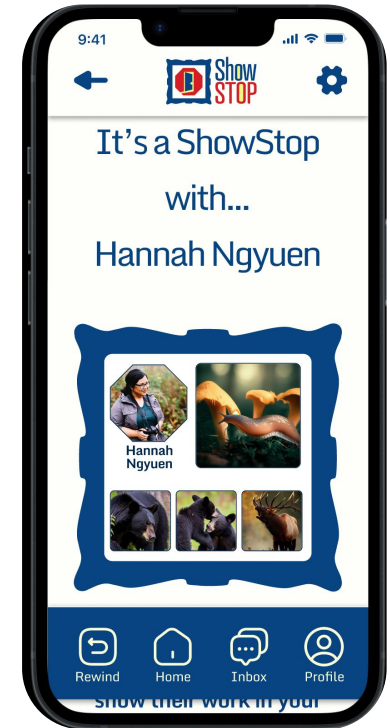 9:41
Show
STOP
It's a ShowStop
with...
Hannah Ngyuen
Hannah
Ngyuen
Rewind
Home
Inbox
Profile
show their work in your